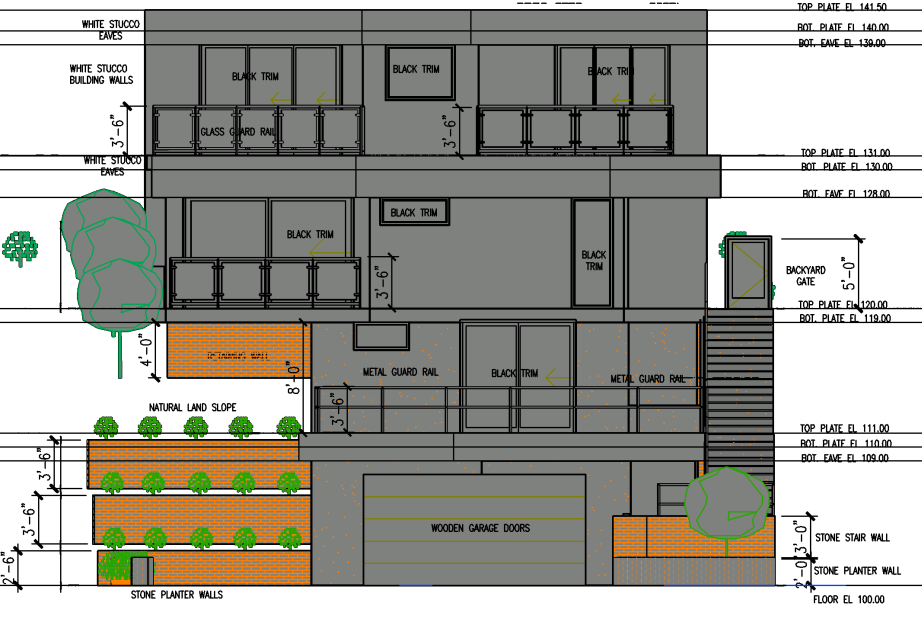 TOP PLATE EL 141.50
WHITE STUCCO
EAVES
BOT. PLATE EL 140.00
BOT. EAVE EL 139.00
WHITE STUCCO
BUILDING WALLS
BLACK TRIM
BLACK TRIM
BLACK TRIM
3'-6"
GLASS GUARD RAIL
3'-6"
WHITE STUCCO
EAVES
TOP PLATE EL 131.00
BOT. PLATE EL 130.00
BOT. EAVE EL 128.00
BLACK TRIM
BLACK TRIM
BLACK
TRIM
3'-6"
BACKYARD
GATE
5'-0"
TOP PLATE EL 120.00
BOT. PLATE EL 119.00
4'-0"
RETAINING WALL
8'-0"
METAL GUARD RAIL
BLACK TRIM
METAL GUARD RAIL
3'-6"
NATURAL LAND SLOPE
TOP PLATE EL 111.00
BOT. PLATE EL 110.00
BOT. EAVE EL 109.00
3'-6"
3'-6"
2'-6"
WOODEN GARAGE DOORS
3'-0"
STONE STAIR WALL
2'-0"
STONE PLANTER WALL
STONE PLANTER WALLS
FLOOR EL 100.00